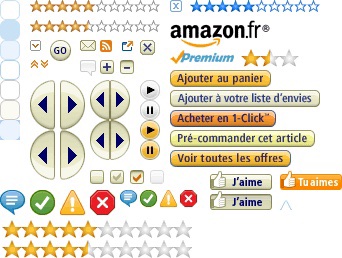 GO
amazon.fr®
Premium
Ajouter au panier
Ajouter à votre liste d'envies
Acheter en 1-Click™
Pré-commander cet article
Voir toutes les offres
J'aime
Tu aimes
J'aime